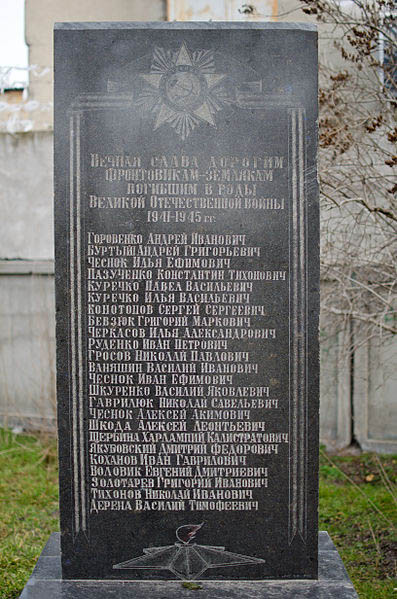 Вечная слава дорогим
фронтовикам-землякам
погибшим в годы
Великой Отечественной войны
1941-1945 гг.
Горовенко Андрей Иванович
Буртый Андрей Григорьевич
Чеснок Илья Ефимович
Пазученко Константин Тихонович
Куречко Павел Васильевич
Куречко Илья Васильевич
Конотопов Сергей Сергеевич
Бевзюк Григорий Маркович
Черкасов Илья Александрович
Руденко Иван Петрович
Гросов Николай Павлович
Ваняшин Василий Иванович
Чеснок Иван Ефимович
Шкуренко Василий Яковлевич
Гаврилюк Николай Савельевич
Чеснок Алексей Акимович
Шкода Алексей Леонтьевич
Щербина Харлампий Калистратович
Якубовский Дмитрий Федорович
Коханов Иван Гаврилович
Воловик Евгений Дмитриевич
Золотарев Григорий Иванович
Тихонов Николай Иванович
Дерепа Василий Тимофеевич